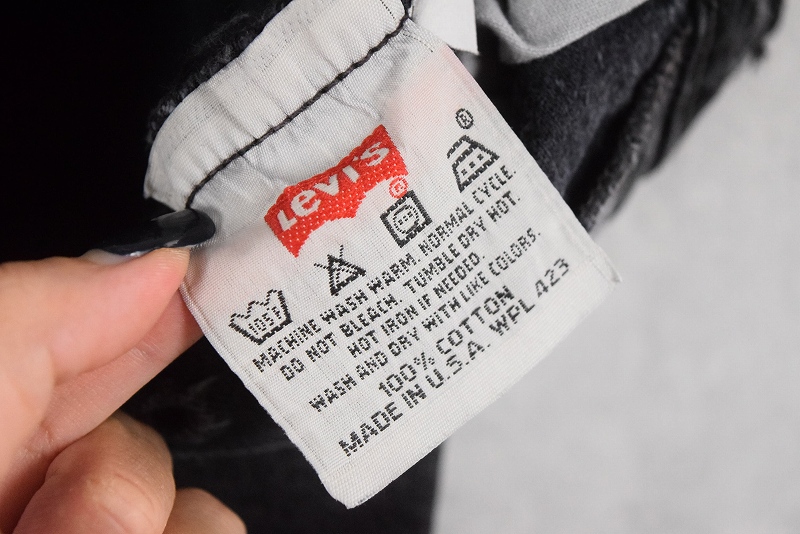 LEVI'S®
®
105F
MACHINE WASH WARM. NORMAL CYCLE.
DO NOT BLEACH. TUMBLE DRY HOT.
HOT IRON IF NEEDED.
WASH AND DRY WITH LIKE COLORS.
100% COTTON
MADE IN U.S.A. WPL 423